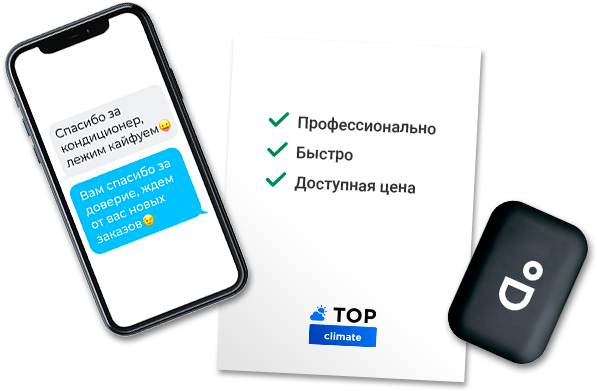 Спасибо за
кондиционер,
лежим кайфуем😛
Вам спасибо за
доверие, ждем
от вас новых
заказов😉
Профессионально
Быстро
Доступная цена
TOP
climate